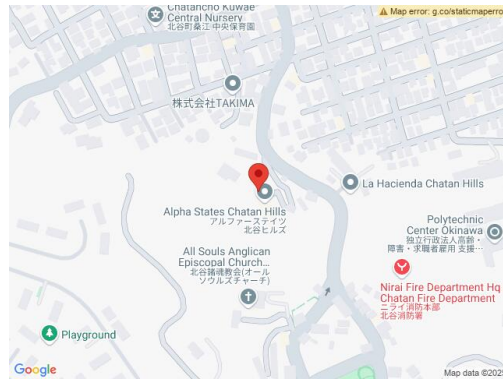 Chatancho Kuwae
Central Nursery
北谷町桑江 中央保育園
Map error: g.co/staticmaperro
株式会社TAKIMA
La Hacienda Chatan Hills
Alpha States Chatan Hills
アルファーステイツ
北谷ヒルズ
Polytechnic
Center Okinawa
独立行政法人高齢・
障害・求職者雇用 支援…
All Souls Anglican
Episcopal Church...
北谷諸魂教会(オール
ソウルズチャーチ)
Nirai Fire Department Hq
Chatan Fire Department
ニライ消防本部
北谷消防署
Playground
Google
Map data ©2025